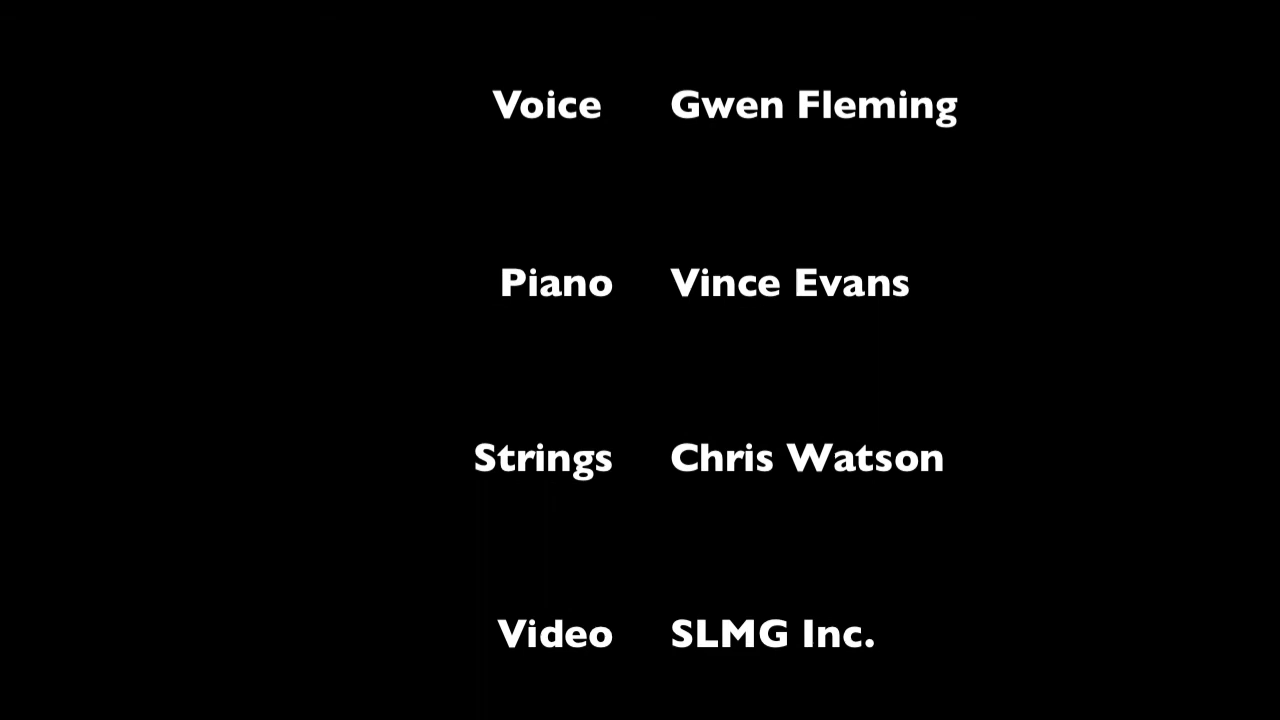 Voice Gwen Fleming
Piano Vince Evans
Strings Chris Watson
Video SLMG Inc.